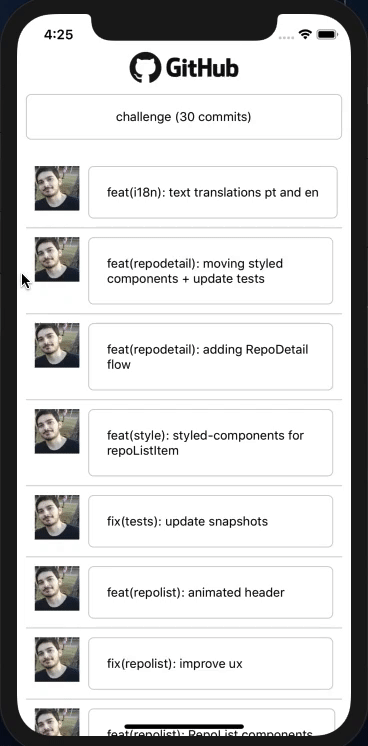 4:25
GitHub
challenge (30 commits)
feat(i18n): text translations pt and en
feat(repodetail): moving styled
components + update tests
feat(repodetail): adding RepoDetail
flow
feat(style): styled-components for
repoListItem
fix(tests): update snapshots
feat(repolist): animated header
fix(repolist): improve ux
feat(repolist): RepoList components